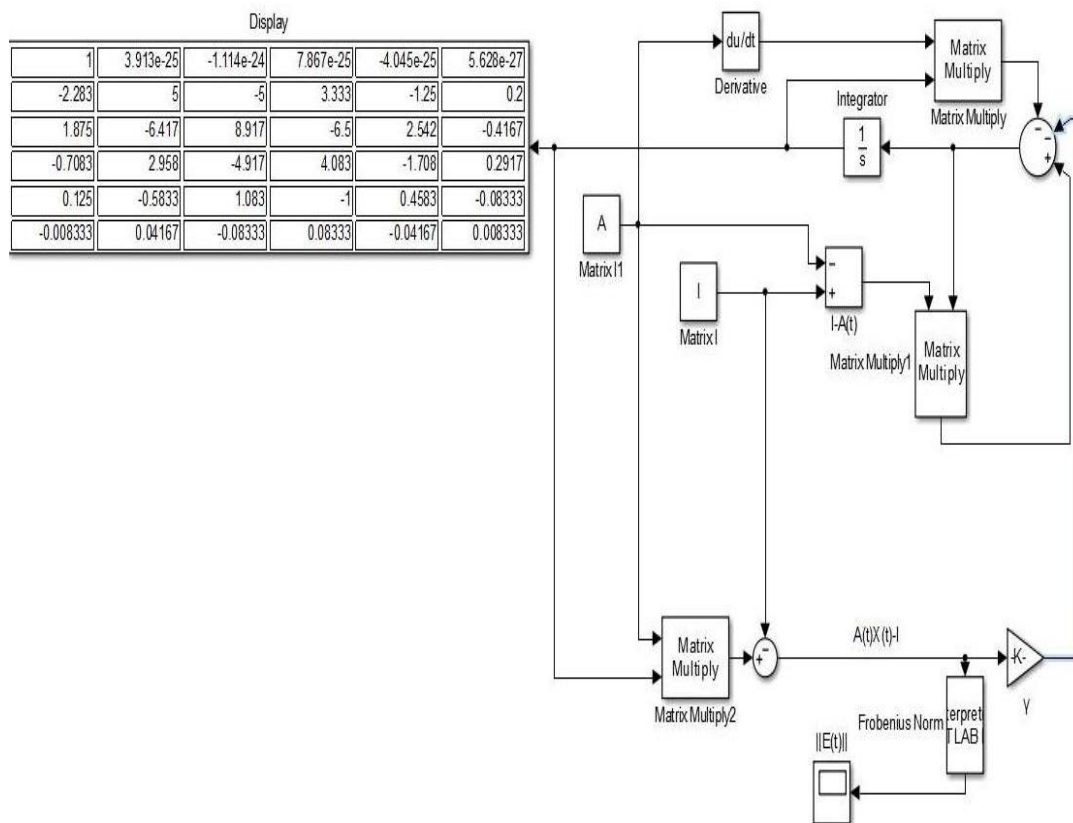 Display
1 3.913e-25 -1.114e-24 7.867e-25 -4.045e-25 5.628e-27
-2.283 5 -5 3.333 -1.25 0.2
1.875 -6.417 8.917 -6.5 2.542 -0.4167
-0.7083 2.958 -4.917 4.083 -1.708 0.2917
0.125 -0.5833 1.083 -1 0.4583 -0.08333
-0.008333 0.04167 -0.08333 0.08333 -0.04167 0.008333
du/dt
Derivative
Matrix
Multiply
Matrix Multiply
Integrator
1
s
- - +
A
Matrix I1
I
Matrix I
-
+
I-A(t)
Matrix
Multiply
Matrix Multiply1
Matrix
Multiply
Matrix Multiply2
+ -
A(t)X(t)-I
-K-
γ
Frobenius Norm
terpret
TLAB
||E(t)||